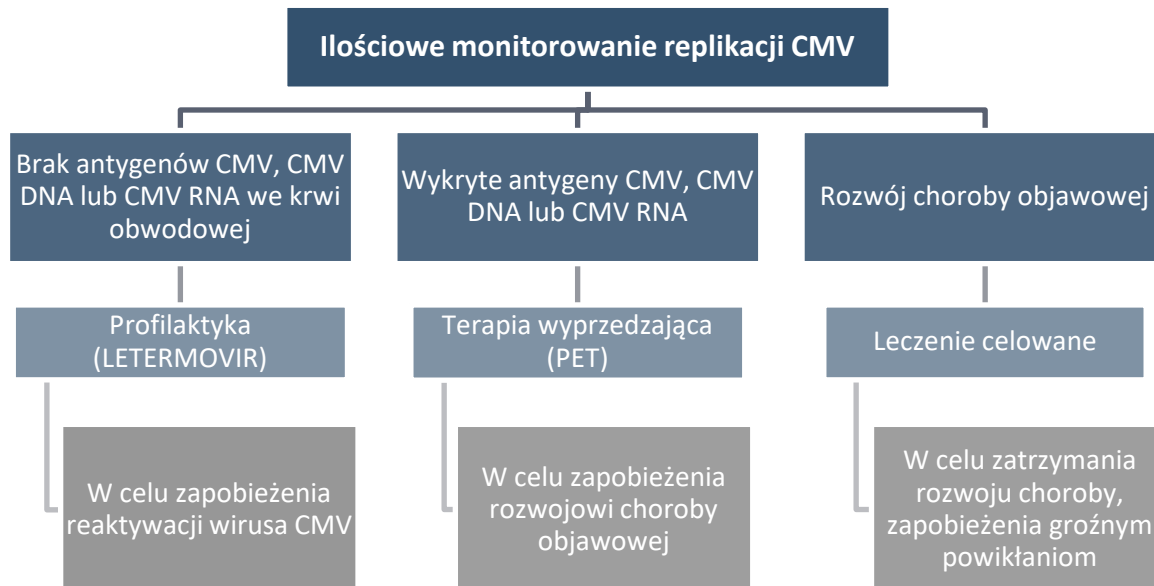 Ilościowe monitorowanie replikacji CMV
Brak antygenów CMV, CMV
DNA lub CMV RNA we krwi
obwodowej
Wykryte antygeny CMV, CMV
DNA lub CMV RNA
Rozwój choroby objawowej
Profilaktyka
(LETERMOVIR)
Terapia wyprzedzająca
(PET)
Leczenie celowane
W celu zapobieżenia
reaktywacji wirusa CMV
W celu zapobieżenia
rozwojowi choroby
objawowej
W celu zatrzymania
rozwoju choroby,
zapobieżenia groźnym
powikłaniom